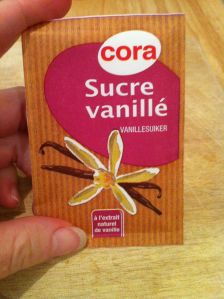 cora
Sucre
vanillé
VANILLESUIKER
à l'extrait
naturel
de vanille